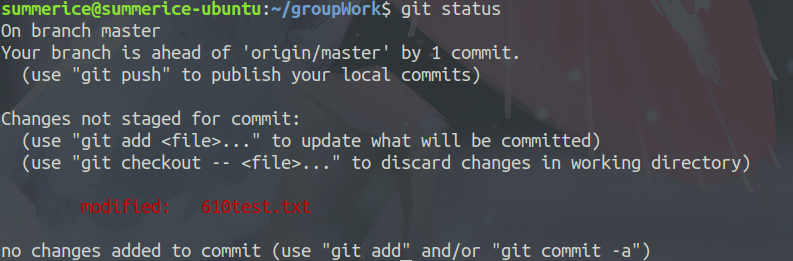 summerice@summerice-ubuntu:~/groupWork$ git status
On branch master
Your branch is ahead of 'origin/master' by 1 commit.
  (use "git push" to publish your local commits)

Changes not staged for commit:
  (use "git add <file>..." to update what will be committed)
  (use "git checkout -- <file>..." to discard changes in working directory)

        modified:   610test.txt

no changes added to commit (use "git add" and/or "git commit -a")